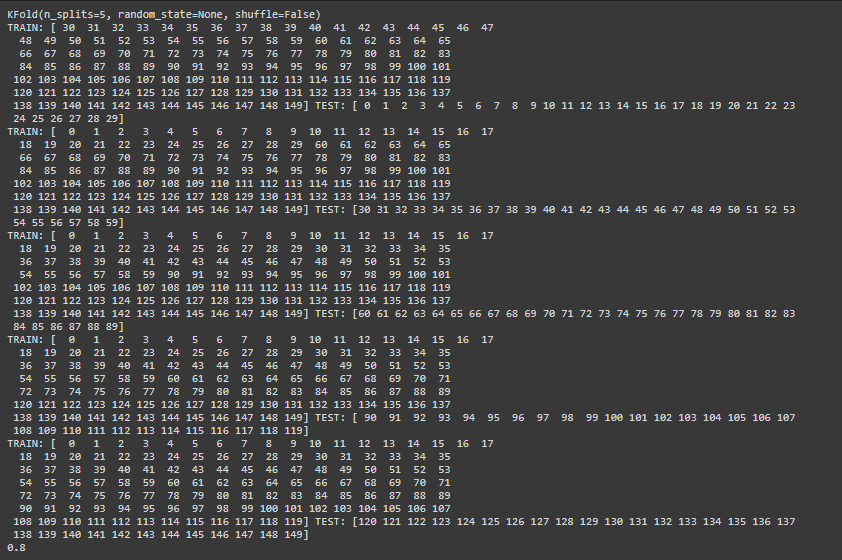 KFold(n_splits=5, random_state=None, shuffle=False)
TRAIN: [ 30  31  32  33  34  35  36  37  38  39  40  41  42  43  44  45  46  47
  48  49  50  51  52  53  54  55  56  57  58  59  60  61  62  63  64  65
  66  67  68  69  70  71  72  73  74  75  76  77  78  79  80  81  82  83
  84  85  86  87  88  89  90  91  92  93  94  95  96  97  98  99 100 101
 102 103 104 105 106 107 108 109 110 111 112 113 114 115 116 117 118 119
 120 121 122 123 124 125 126 127 128 129 130 131 132 133 134 135 136 137
 138 139 140 141 142 143 144 145 146 147 148 149] TEST: [ 0  1  2  3  4  5  6  7  8  9 10 11 12 13 14 15 16 17 18 19 20 21 22 23
 24 25 26 27 28 29]
TRAIN: [  0   1   2   3   4   5   6   7   8   9  10  11  12  13  14  15  16  17
  18  19  20  21  22  23  24  25  26  27  28  29  60  61  62  63  64  65
  66  67  68  69  70  71  72  73  74  75  76  77  78  79  80  81  82  83
  84  85  86  87  88  89  90  91  92  93  94  95  96  97  98  99 100 101
 102 103 104 105 106 107 108 109 110 111 112 113 114 115 116 117 118 119
 120 121 122 123 124 125 126 127 128 129 130 131 132 133 134 135 136 137
 138 139 140 141 142 143 144 145 146 147 148 149] TEST: [30 31 32 33 34 35 36 37 38 39 40 41 42 43 44 45 46 47 48 49 50 51 52 53
 54 55 56 57 58 59]
TRAIN: [  0   1   2   3   4   5   6   7   8   9  10  11  12  13  14  15  16  17
  18  19  20  21  22  23  24  25  26  27  28  29  30  31  32  33  34  35
  36  37  38  39  40  41  42  43  44  45  46  47  48  49  50  51  52  53
  54  55  56  57  58  59  90  91  92  93  94  95  96  97  98  99 100 101
 102 103 104 105 106 107 108 109 110 111 112 113 114 115 116 117 118 119
 120 121 122 123 124 125 126 127 128 129 130 131 132 133 134 135 136 137
 138 139 140 141 142 143 144 145 146 147 148 149] TEST: [60 61 62 63 64 65 66 67 68 69 70 71 72 73 74 75 76 77 78 79 80 81 82 83
 84 85 86 87 88 89]
TRAIN: [  0   1   2   3   4   5   6   7   8   9  10  11  12  13  14  15  16  17
  18  19  20  21  22  23  24  25  26  27  28  29  30  31  32  33  34  35
  36  37  38  39  40  41  42  43  44  45  46  47  48  49  50  51  52  53
  54  55  56  57  58  59  60  61  62  63  64  65  66  67  68  69  70  71
  72  73  74  75  76  77  78  79  80  81  82  83  84  85  86  87  88  89
 120 121 122 123 124 125 126 127 128 129 130 131 132 133 134 135 136 137
 138 139 140 141 142 143 144 145 146 147 148 149] TEST: [ 90  91  92  93  94  95  96  97  98  99 100 101 102 103 104 105 106 107
 108 109 110 111 112 113 114 115 116 117 118 119]
TRAIN: [  0   1   2   3   4   5   6   7   8   9  10  11  12  13  14  15  16  17
  18  19  20  21  22  23  24  25  26  27  28  29  30  31  32  33  34  35
  36  37  38  39  40  41  42  43  44  45  46  47  48  49  50  51  52  53
  54  55  56  57  58  59  60  61  62  63  64  65  66  67  68  69  70  71
  72  73  74  75  76  77  78  79  80  81  82  83  84  85  86  87  88  89
  90  91  92  93  94  95  96  97  98  99 100 101 102 103 104 105 106 107
 108 109 110 111 112 113 114 115 116 117 118 119] TEST: [120 121 122 123 124 125 126 127 128 129 130 131 132 133 134 135 136 137
 138 139 140 141 142 143 144 145 146 147 148 149]
0.8